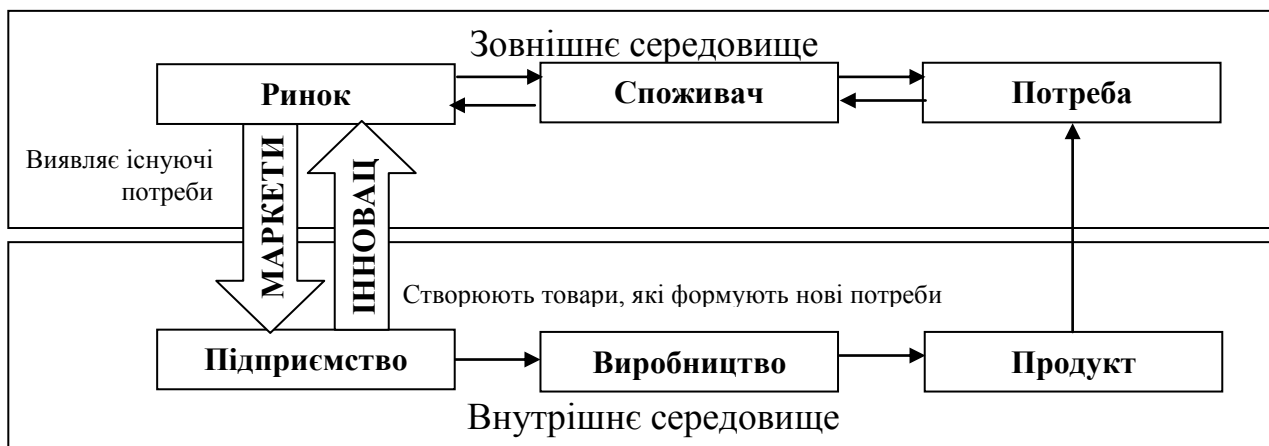 Зовнішнє середовище
Ринок
Споживач
Потреба
Виявляє існуючі
потреби
МАРКЕТИ
ІННОВАЦ
Створюють товари, які формують нові потреби
Підприємство
Виробництво
Продукт
Внутрішнє середовище